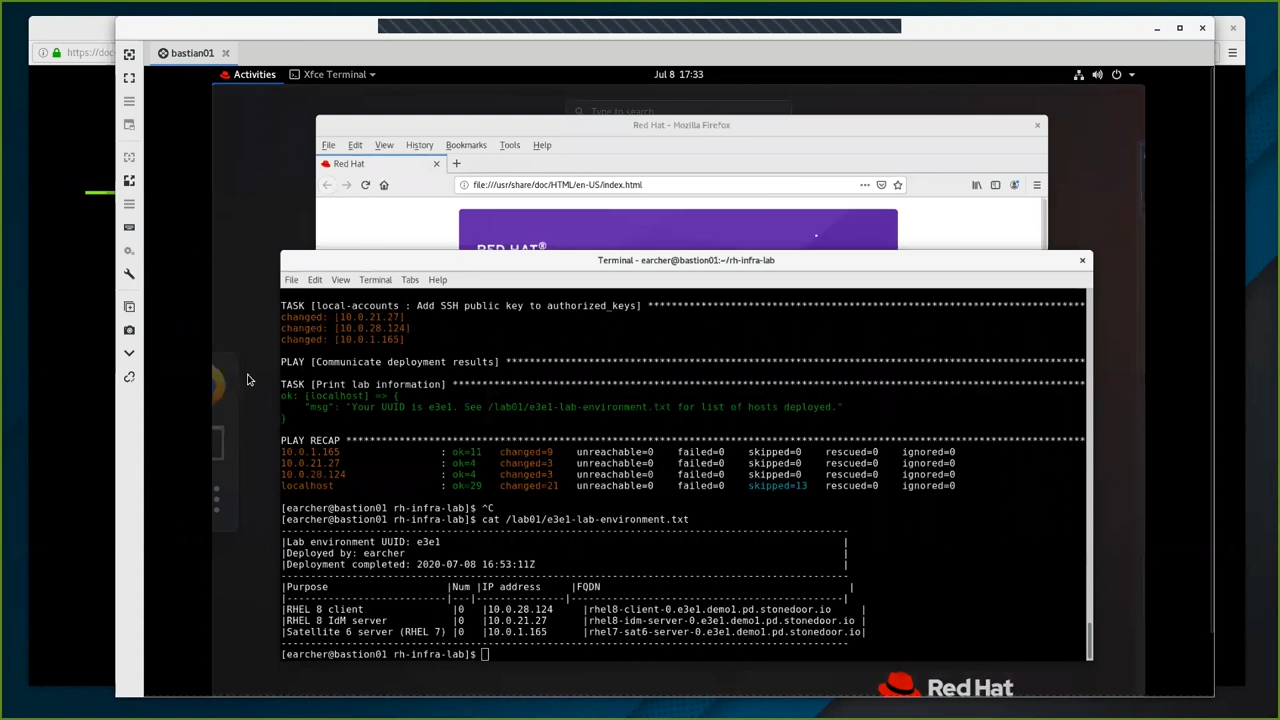 https://doc
bastian01
Activities
Xfce Terminal
Jul 8 17:33
Type to search
Red Hat - Mozilla Firefox
File Edit View History Bookmarks Tools Help
Red Hat
file:///usr/share/doc/HTML/en-US/index.html
RED HAT®
Terminal - earcher@bastion01:~/rh-infra-lab
File Edit View Terminal Tabs Help
TASK [local-accounts : Add SSH public key to authorized_keys] *******************************************************************************
changed: [10.0.21.27]
changed: [10.0.28.124]
changed: [10.0.1.165]
PLAY [Communicate deployment results] ********************************************************************************************************
TASK [Print lab information] *****************************************************************************************************************
ok: [localhost] => {
"msg": "Your UUID is e3e1. See /lab01/e3e1-lab-environment.txt for list of hosts deployed."
}
PLAY RECAP ***********************************************************************************************************************************
10.0.1.165 : ok=11 changed=9 unreachable=0 failed=0 skipped=0 rescued=0 ignored=0
10.0.21.27 : ok=4 changed=3 unreachable=0 failed=0 skipped=0 rescued=0 ignored=0
10.0.28.124 : ok=4 changed=3 unreachable=0 failed=0 skipped=0 rescued=0 ignored=0
localhost : ok=29 changed=21 unreachable=0 failed=0 skipped=13 rescued=0 ignored=0
[earcher@bastion01 rh-infra-lab]$ ^C
[earcher@bastion01 rh-infra-lab]$ cat /lab01/e3e1-lab-environment.txt
|Lab environment UUID: e3e1 |
|Deployed by: earcher |
|Deployment completed: 2020-07-08 16:53:11Z |
|Purpose |Num |IP address |FQDN |
|RHEL 8 client |0 |10.0.28.124 |rhel8-client-0.e3e1.demo1.pd.stonedoor.io |
|RHEL 8 IdM server |0 |10.0.21.27 |rhel8-idm-server-0.e3e1.demo1.pd.stonedoor.io |
|Satellite 6 server (RHEL 7) |0 |10.0.1.165 |rhel7-sat6-server-0.e3e1.demo1.pd.stonedoor.io|
[earcher@bastion01 rh-infra-lab]$
Red Hat